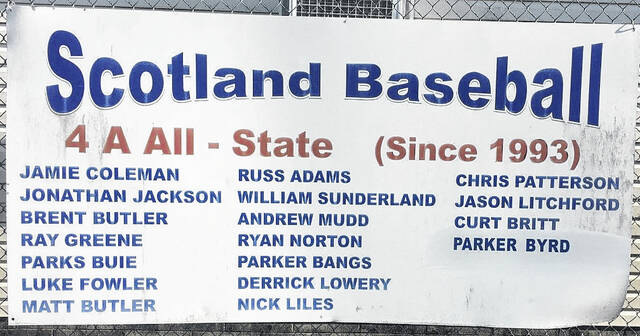 Scotland Baseball
4 A All - State (Since 1993)
JAMIE COLEMAN
JONATHAN JACKSON
BRENT BUTLER
RAY GREENE
PARKS BUIE
LUKE FOWLER
MATT BUTLER
RUSS ADAMS
WILLIAM SUNDERLAND
ANDREW MUDD
RYAN NORTON
PARKER BANGS
DERRICK LOWERY
NICK LILES
CHRIS PATTERSON
JASON LITCHFORD
CURT BRITT
PARKER BYRD